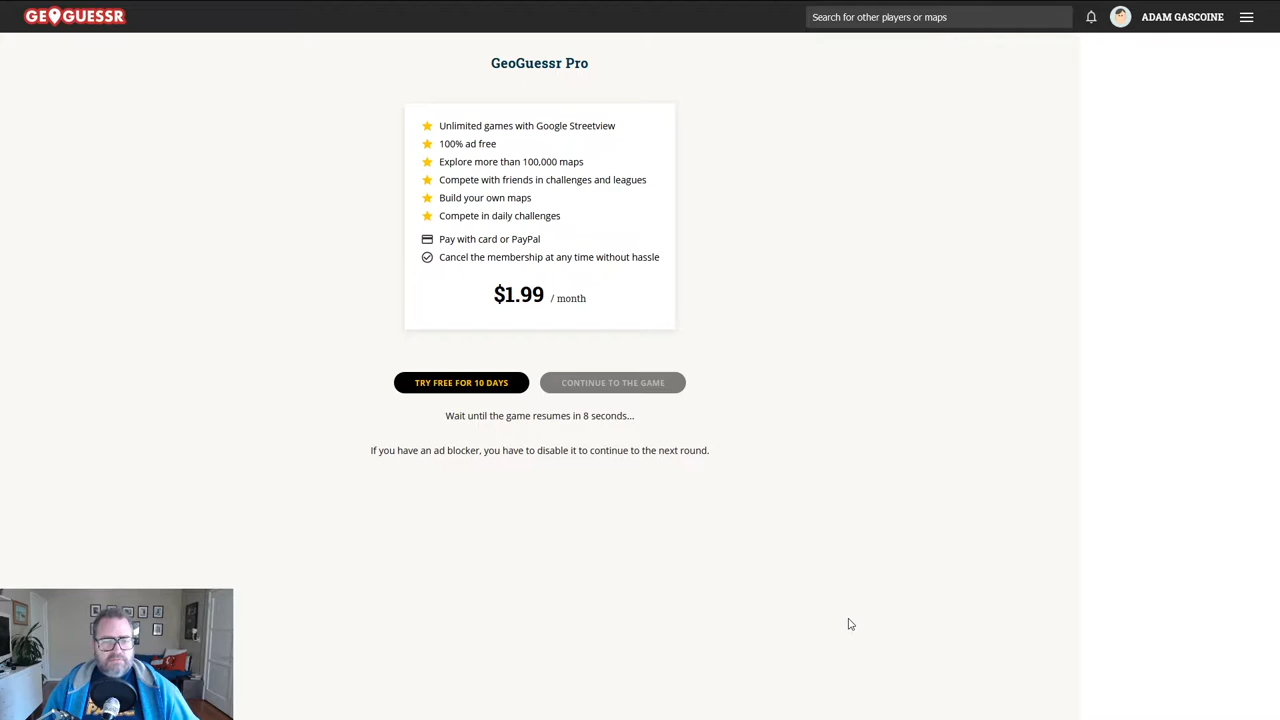 GEOGUESSR
Search for other players or maps
ADAM GASCOINE
GeoGuessr Pro
Unlimited games with Google Streetview
100% ad free
Explore more than 100,000 maps
Compete with friends in challenges and leagues
Build your own maps
Compete in daily challenges
Pay with card or PayPal
Cancel the membership at any time without hassle
$1.99 / month
TRY FREE FOR 10 DAYS
CONTINUE TO THE GAME
Wait until the game resumes in 8 seconds...
If you have an ad blocker, you have to disable it to continue to the next round.